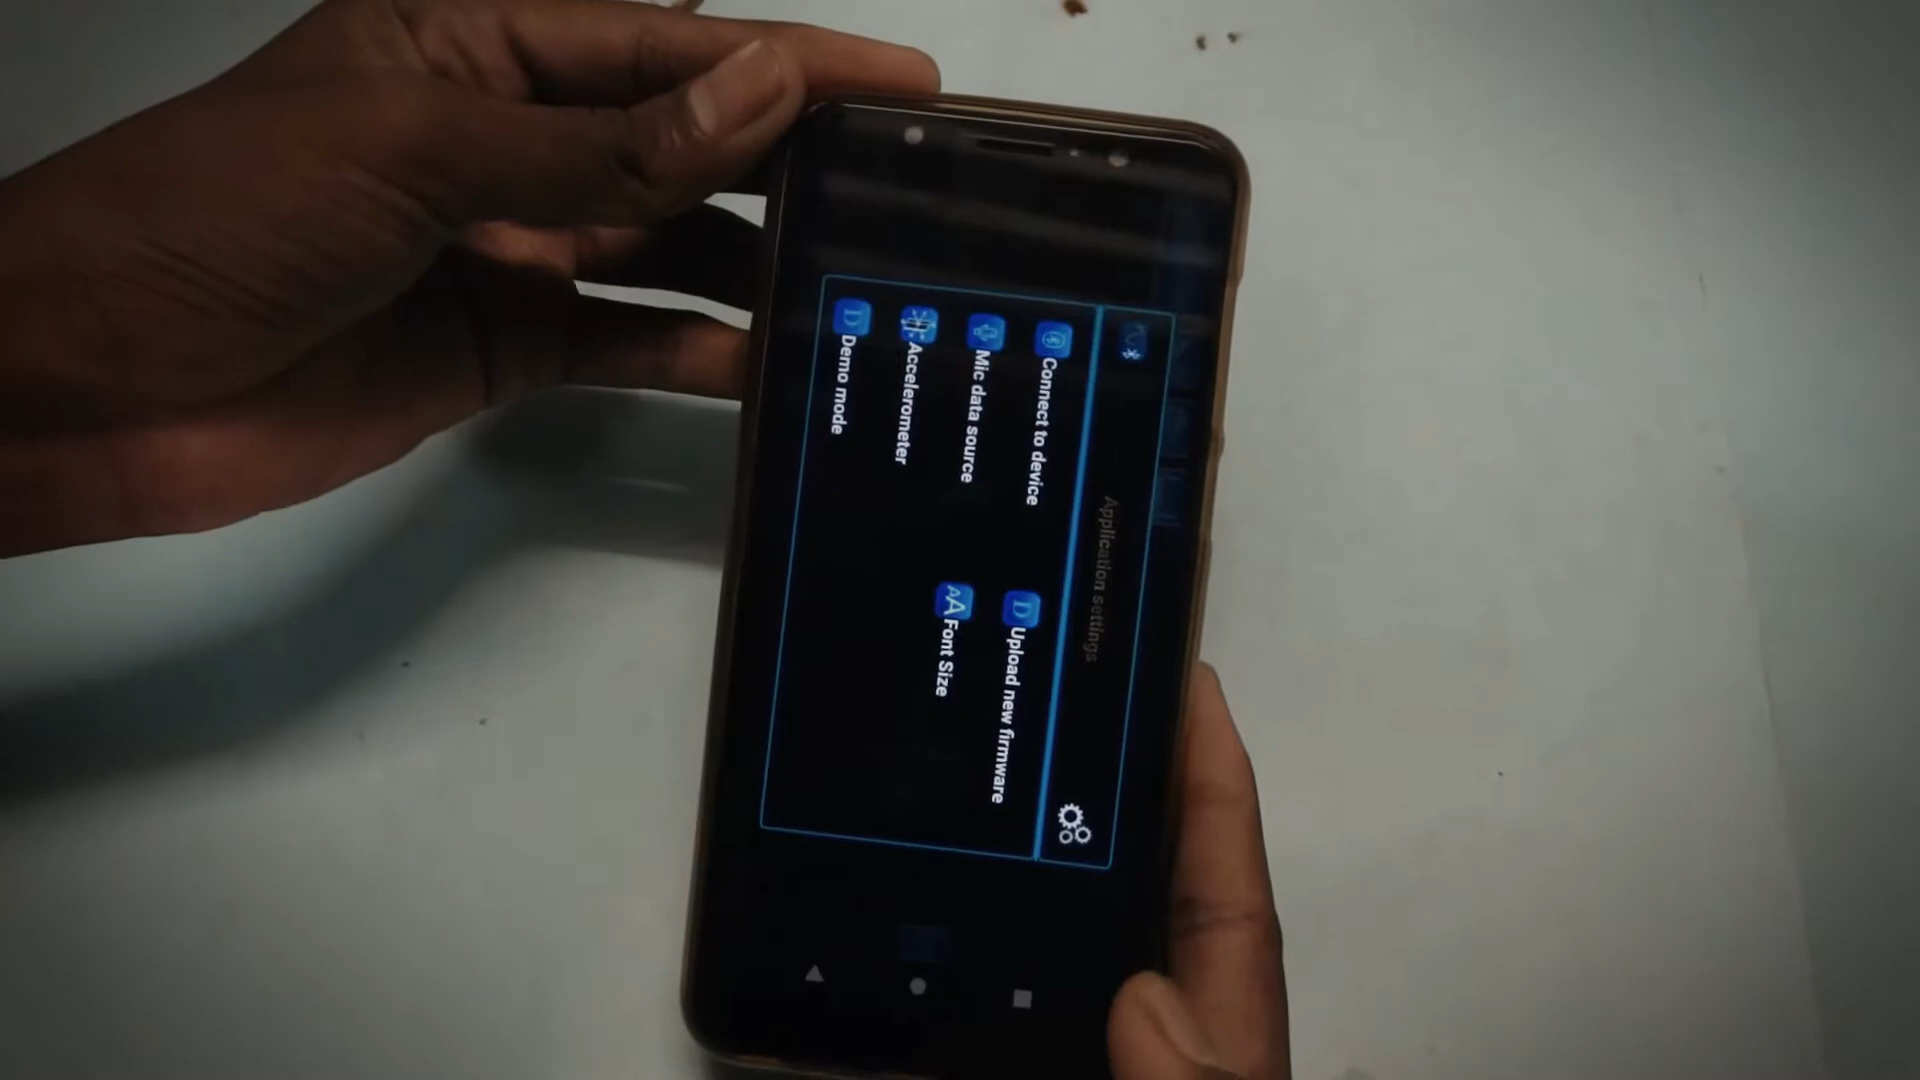 Application settings
Connect to device
Upload new firmware
Mic data source
Font Size
Accelerometer
Demo mode